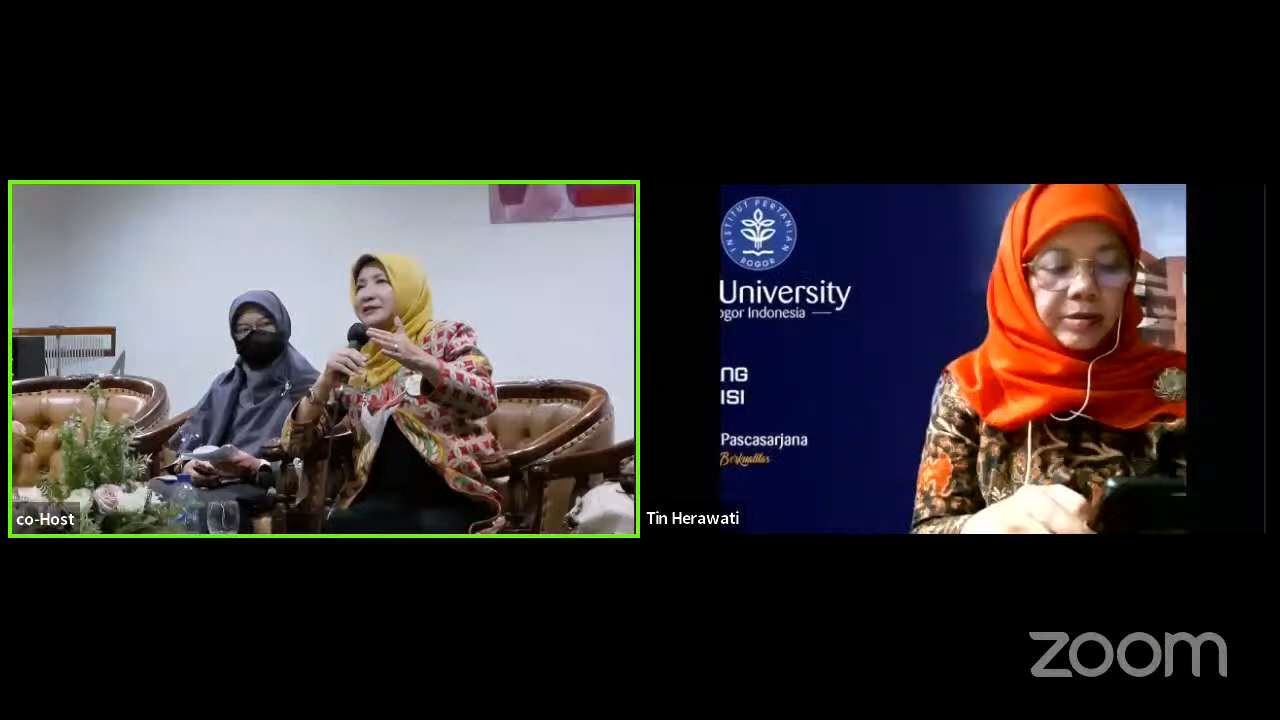 co-Host
INSTITUT PERTANIAN
BOGOR
University
ogor Indonesia
NG
ISI
Pascasarjana
Berkualitas
Tin Herawati
zoom